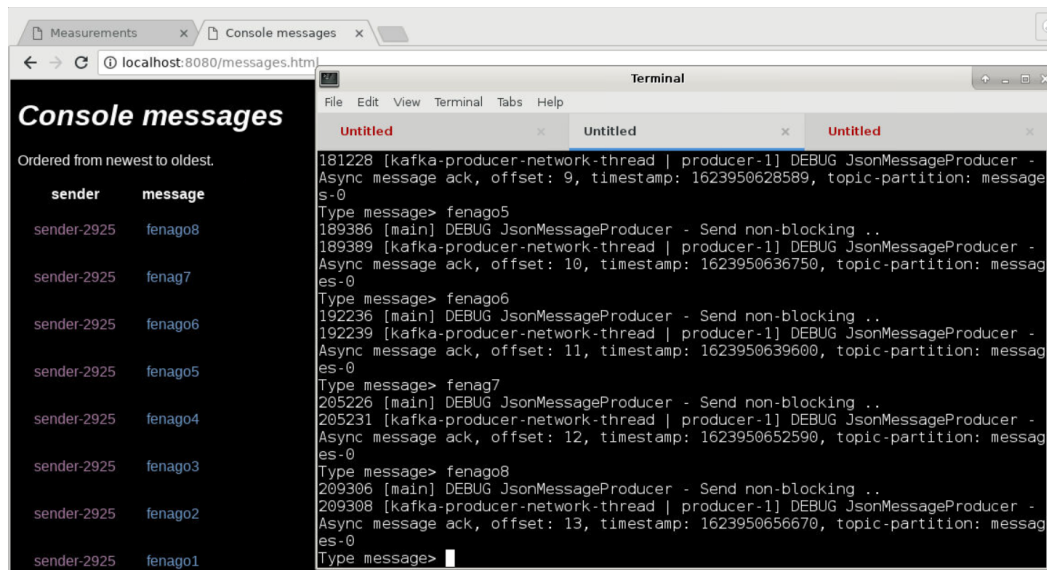 Measurements
Console messages
localhost:8080/messages.html
Console messages
Ordered from newest to oldest.
sender message
sender-2925 fenago8
sender-2925 fenag7
sender-2925 fenago6
sender-2925 fenago5
sender-2925 fenago4
sender-2925 fenago3
sender-2925 fenago2
sender-2925 fenago1
Terminal
File Edit View Terminal Tabs Help
Untitled Untitled Untitled
181228 [kafka-producer-network-thread | producer-1] DEBUG JsonMessageProducer -
Async message ack, offset: 9, timestamp: 1623950628589, topic-partition: message
s-0
Type message> fenago5
189386 [main] DEBUG JsonMessageProducer - Send non-blocking ..
189389 [kafka-producer-network-thread | producer-1] DEBUG JsonMessageProducer -
Async message ack, offset: 10, timestamp: 1623950636750, topic-partition: messag
es-0
Type message> fenago6
192236 [main] DEBUG JsonMessageProducer - Send non-blocking ..
192239 [kafka-producer-network-thread | producer-1] DEBUG JsonMessageProducer -
Async message ack, offset: 11, timestamp: 1623950639600, topic-partition: messag
es-0
Type message> fenag7
205226 [main] DEBUG JsonMessageProducer - Send non-blocking ..
205231 [kafka-producer-network-thread | producer-1] DEBUG JsonMessageProducer -
Async message ack, offset: 12, timestamp: 1623950652590, topic-partition: messag
es-0
Type message> fenago8
209306 [main] DEBUG JsonMessageProducer - Send non-blocking ..
209308 [kafka-producer-network-thread | producer-1] DEBUG JsonMessageProducer -
Async message ack, offset: 13, timestamp: 1623950656670, topic-partition: messag
es-0
Type message>